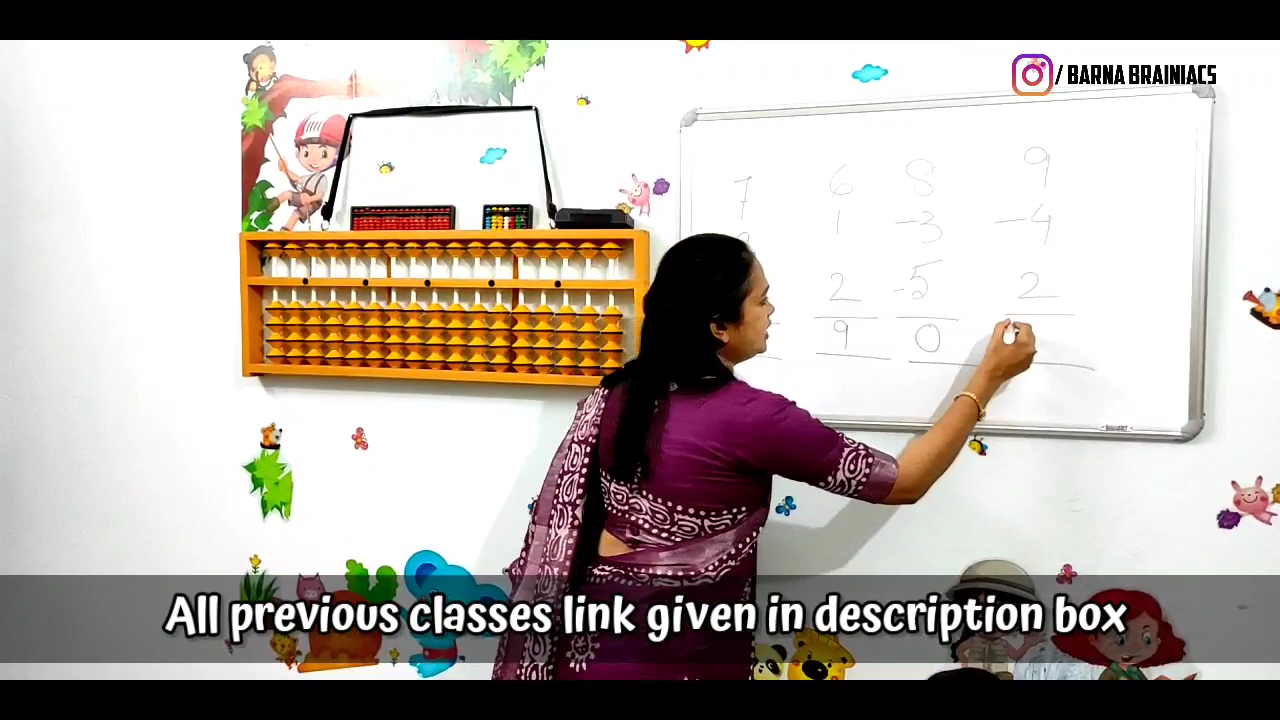 / BARNA BRAINIACS
7 6 8 9
1 -3 -4
2 -5 2
9 0
All previous classes link given in description box